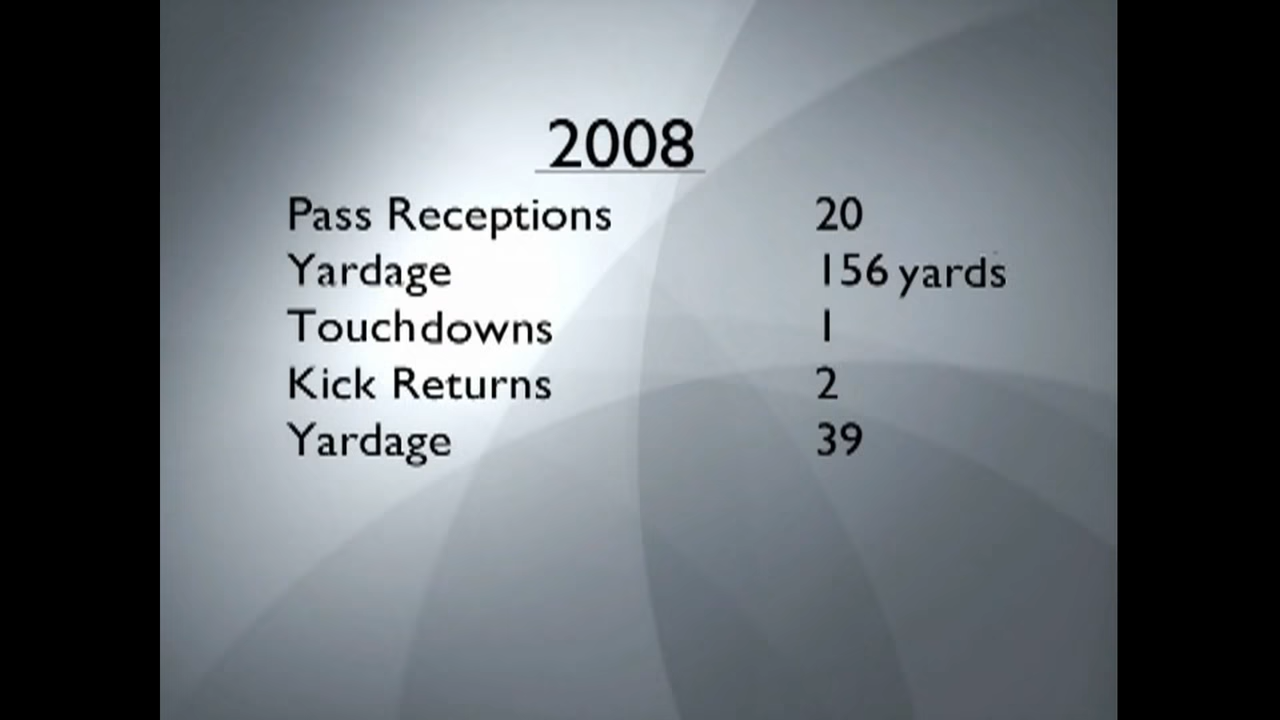 2008
Pass Receptions 20
Yardage 156 yards
Touchdowns 1
Kick Returns 2
Yardage 39